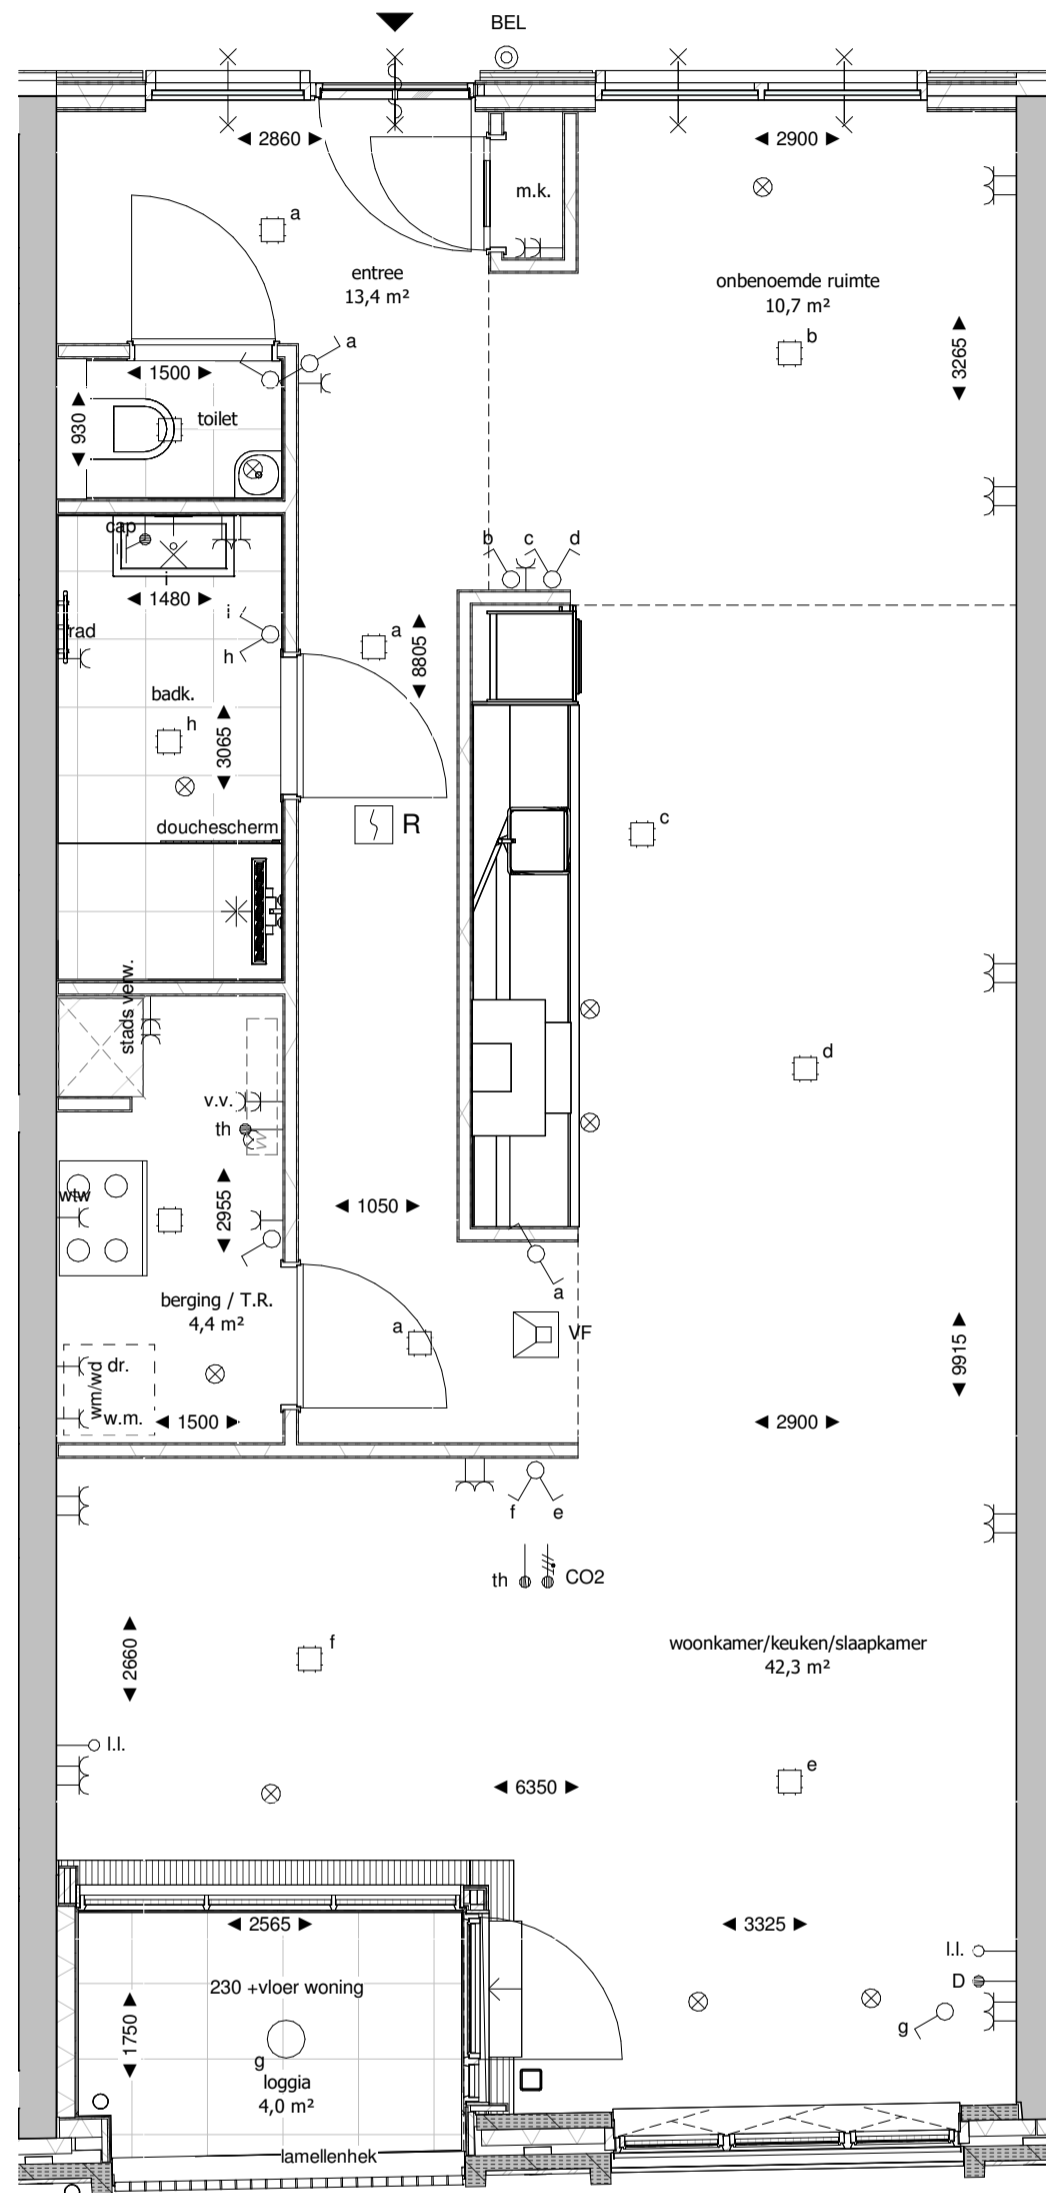 BEL
2860
2900
m.k.
a
entree
13,4 m²
onbenoemde ruimte
10,7 m²
b
a
3265
1500
930
toilet
cap
b
c
d
i
1480
i
rad
h
a
8805
badk.
h
3065
R
c
douchescherm
stads verw.
d
v.v.
th
W
wtw
2955
1050
berging / T.R.
4,4 m²
a
a
VF
9915
dr.
wm/wd
w.m.
1500
2900
f
e
th
CO2
2660
f
woonkamer/keuken/slaapkamer
42,3 m²
l.l.
e
6350
2565
3325
l.l.
D
230 +vloer woning
1750
g
g
loggia
4,0 m²
lamellenhek